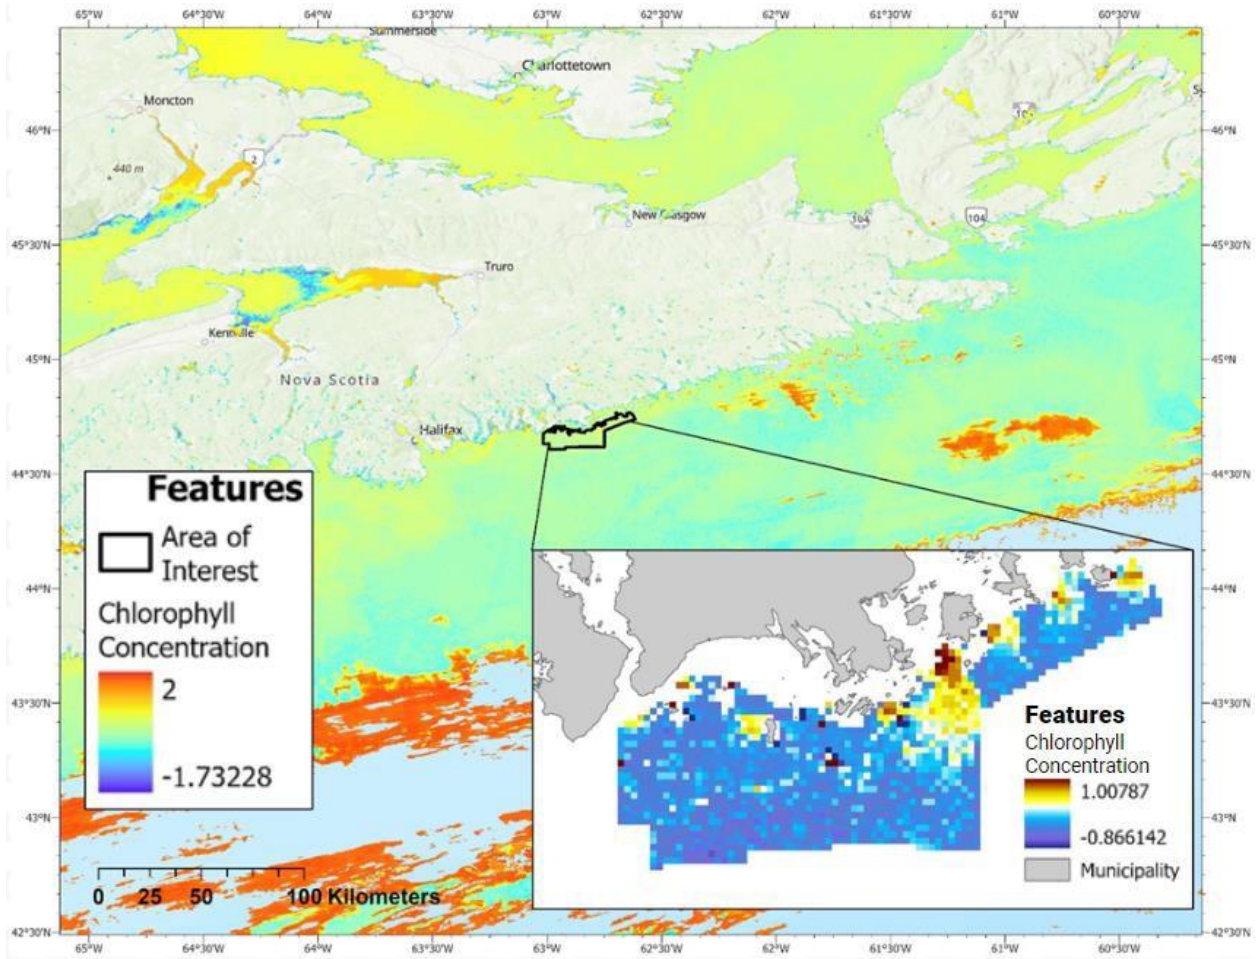 65°W 64°30'W 64°W 63°30'W 63°W 62°30'W 62°W 61°30'W 61°W 60°30'W
Summerside
Charlottetown
Moncton
46°N 46°N
2
440 m
New Glasgow
104
104
45°30'N 45°30'N
Truro
Kentville
45°N 45°N
Nova Scotia
Halifax
44°30'N 44°30'N
Features
Area of
Interest
Chlorophyll
Concentration
2
-1.73228
44°N 44°N
43°30'N 43°30'N
Features
Chlorophyll
Concentration
1.00787
-0.866142
Municipality
43°N 43°N
0 25 50 100 Kilometers
42°30'N 42°30'N
65°W 64°30'W 64°W 63°30'W 63°W 62°30'W 62°W 61°30'W 61°W 60°30'W